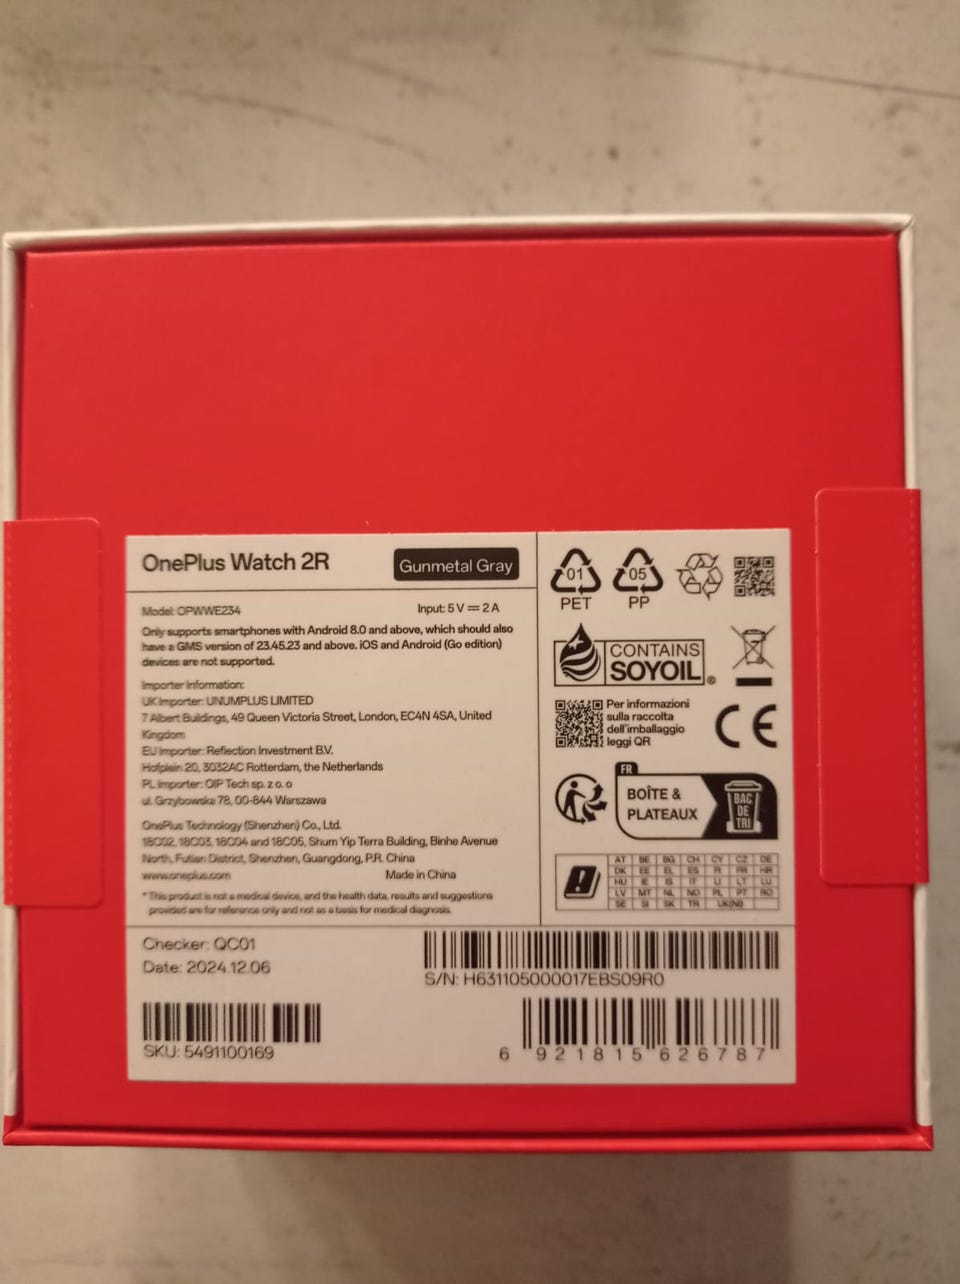 OnePlus Watch 2R
Gunmetal Gray
Model: OPWWE234
Input: 5 V ⎓ 2 A
Only supports smartphones with Android 8.0 and above, which should also
have a GMS version of 23.45.23 and above. iOS and Android (Go edition)
devices are not supported.
Importer Information:
UK Importer: UNUMPLUS LIMITED
7 Albert Buildings, 49 Queen Victoria Street, London, EC4N 4SA, United
Kingdom
EU Importer: Reflection Investment B.V.
Hofplein 20, 3032AC Rotterdam, the Netherlands
PL Importer: OIP Tech sp. z o. o
ul. Grzybowska 78, 00-844 Warszawa
OnePlus Technology (Shenzhen) Co., Ltd.
18C02, 18C03, 18C04 and 18C05, Shum Yip Terra Building, Binhe Avenue
North, Futian District, Shenzhen, Guangdong, P.R. China
www.oneplus.com
Made in China
* This product is not a medical device, and the health data, results and suggestions
provided are for reference only and not as a basis for medical diagnosis.
01
PET
05
PP
CONTAINS
SOYOIL®
Per informazioni
sulla raccolta
dell'imballaggio
leggi QR
CE
FR
BOÎTE &
PLATEAUX
BAC
DE
TRI
AT BE BG CH CY CZ DE
DK EE EL ES FI FR HR
HU IE IS IT LI LT LU
LV MT NL NO PL PT RO
SE SI SK TR UK(NI)
Checker: QC01
Date: 2024.12.06
S/N: H631105000017EBS09R0
SKU: 5491100169
6 921815 626787